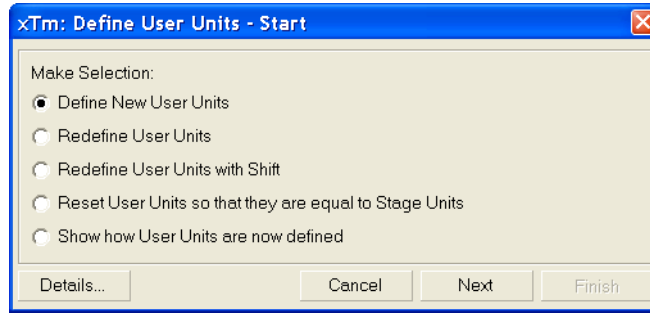 xTm: Define User Units - Start
Make Selection:
Define New User Units
Redefine User Units
Redefine User Units with Shift
Reset User Units so that they are equal to Stage Units
Show how User Units are now defined
Details... Cancel Next Finish